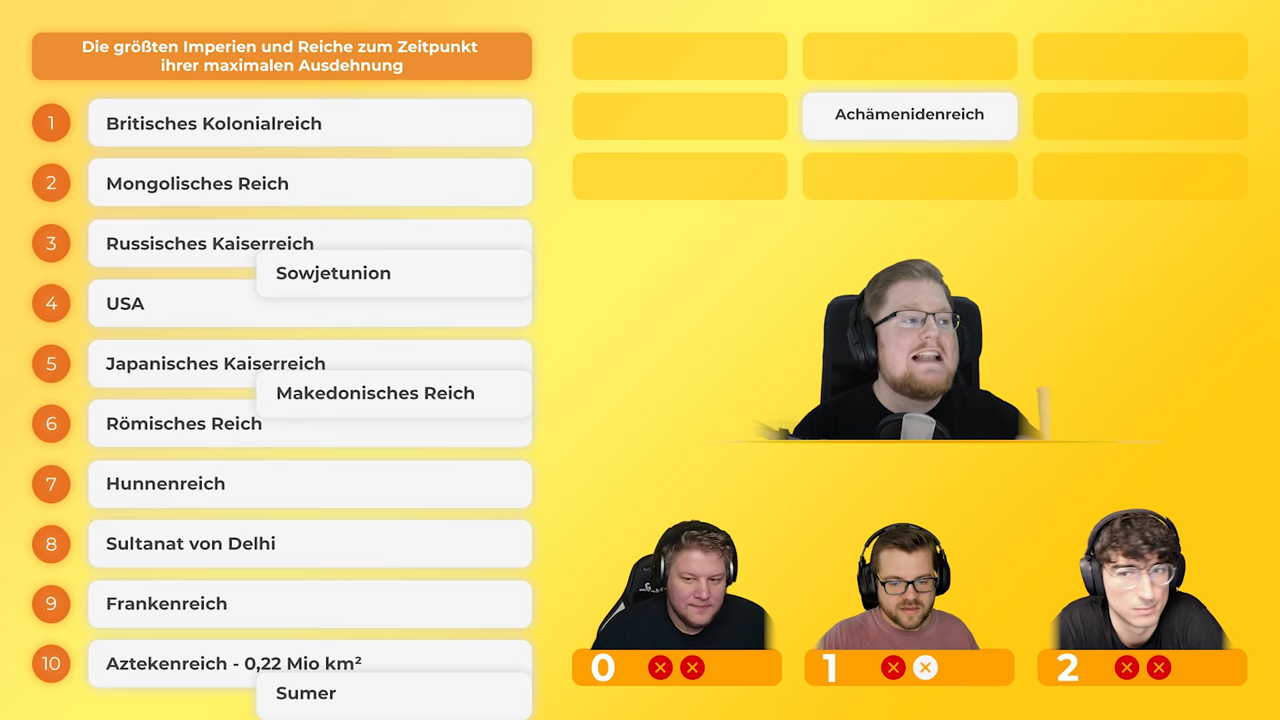 Die größten Imperien und Reiche zum Zeitpunkt
ihrer maximalen Ausdehnung
1 Britisches Kolonialreich
2 Mongolisches Reich
3 Russisches Kaiserreich
Sowjetunion
4 USA
5 Japanisches Kaiserreich
Makedonisches Reich
6 Römisches Reich
7 Hunnenreich
8 Sultanat von Delhi
9 Frankenreich
10 Aztekenreich - 0,22 Mio km²
Sumer
Achämenidenreich
0
1
2